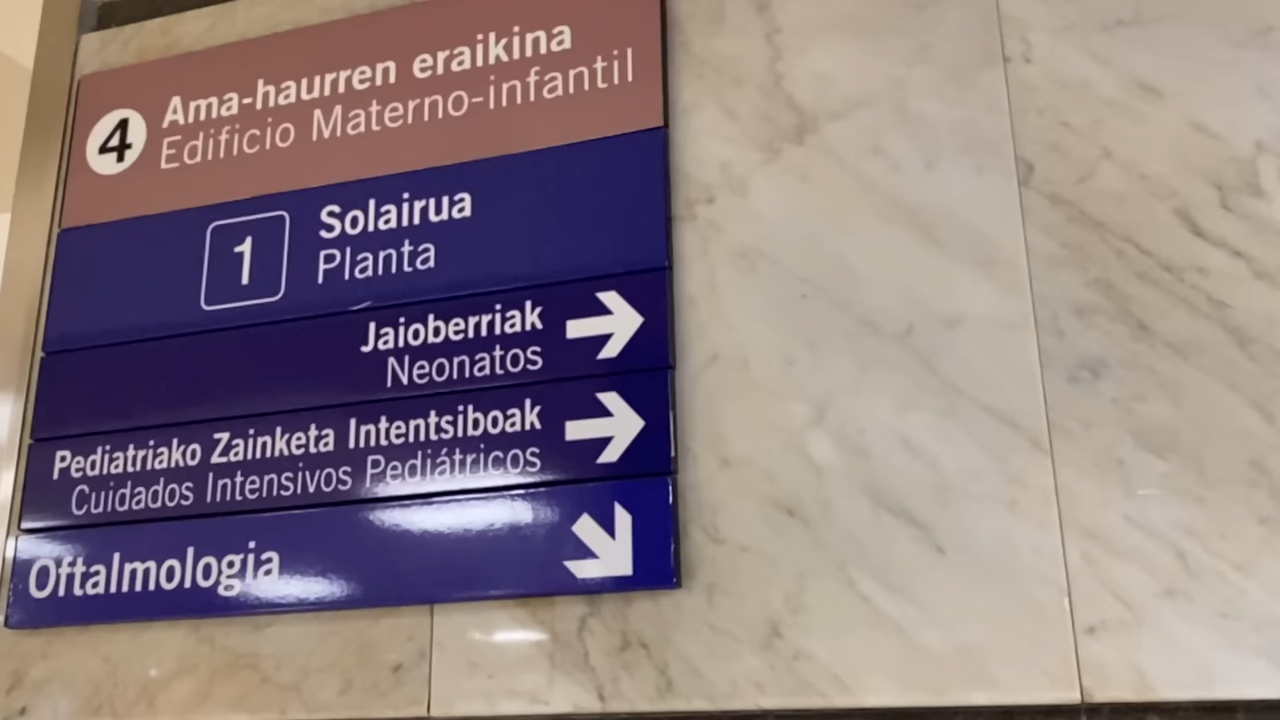 4 Ama-haurren eraikina
Edificio Materno-infantil
1 Solairua
Planta
Jaioberriak
Neonatos
Pediatriako Zainketa Intentsiboak
Cuidados Intensivos Pediátricos
Oftalmologia